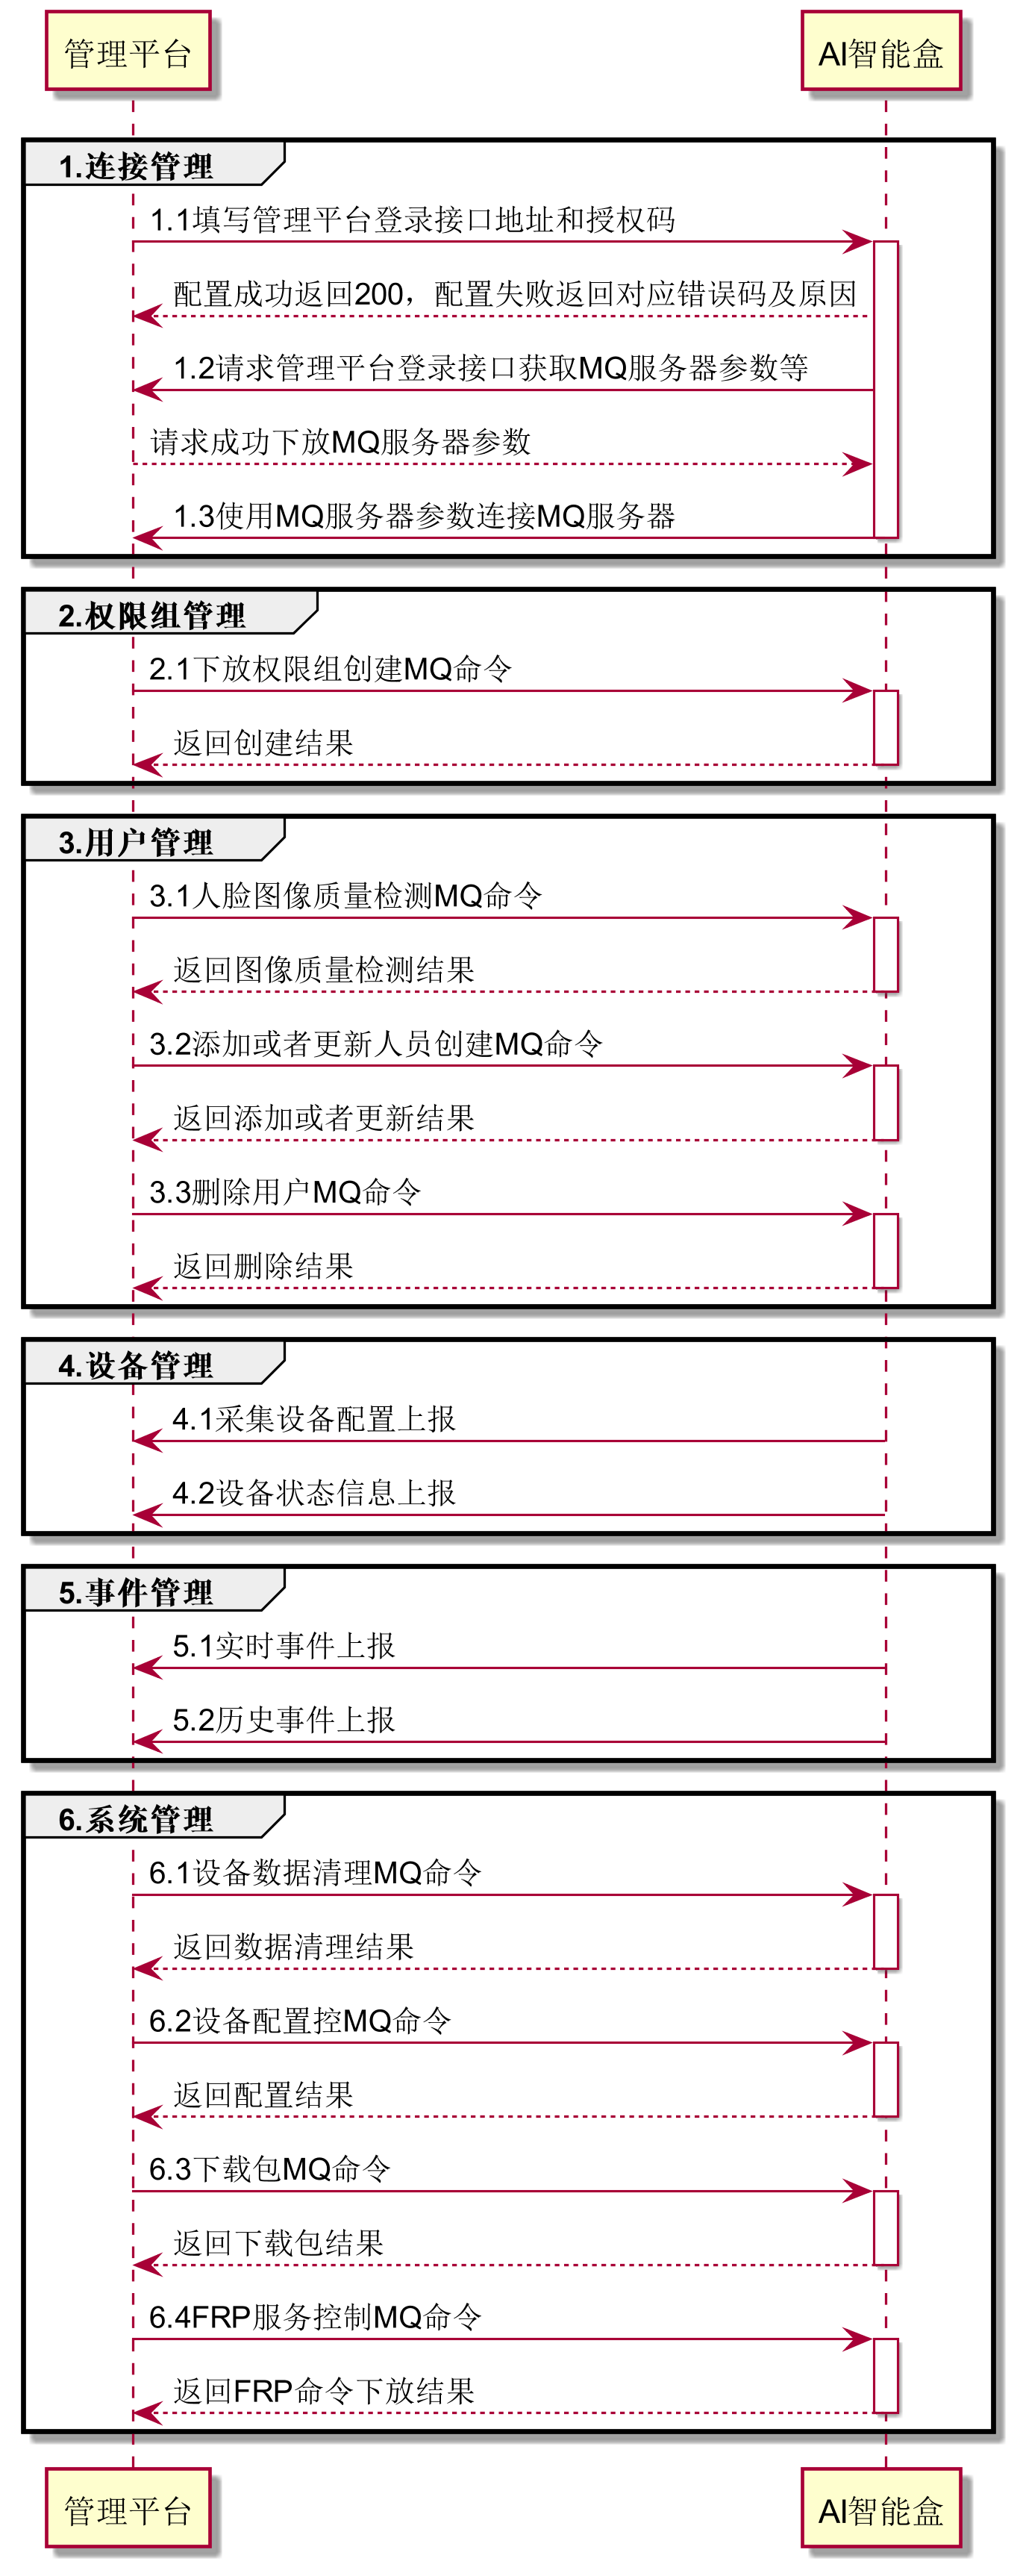 管理平台
AI智能盒
1.连接管理
1.1填写管理平台登录接口地址和授权码
配置成功返回200，配置失败返回对应错误码及原因
1.2请求管理平台登录接口获取MQ服务器参数等
请求成功下放MQ服务器参数
1.3使用MQ服务器参数连接MQ服务器
2.权限组管理
2.1下放权限组创建MQ命令
返回创建结果
3.用户管理
3.1人脸图像质量检测MQ命令
返回图像质量检测结果
3.2添加或者更新人员创建MQ命令
返回添加或者更新结果
3.3删除用户MQ命令
返回删除结果
4.设备管理
4.1采集设备配置上报
4.2设备状态信息上报
5.事件管理
5.1实时事件上报
5.2历史事件上报
6.系统管理
6.1设备数据清理MQ命令
返回数据清理结果
6.2设备配置控MQ命令
返回配置结果
6.3下载包MQ命令
返回下载包结果
6.4FRP服务控制MQ命令
返回FRP命令下放结果
管理平台
AI智能盒